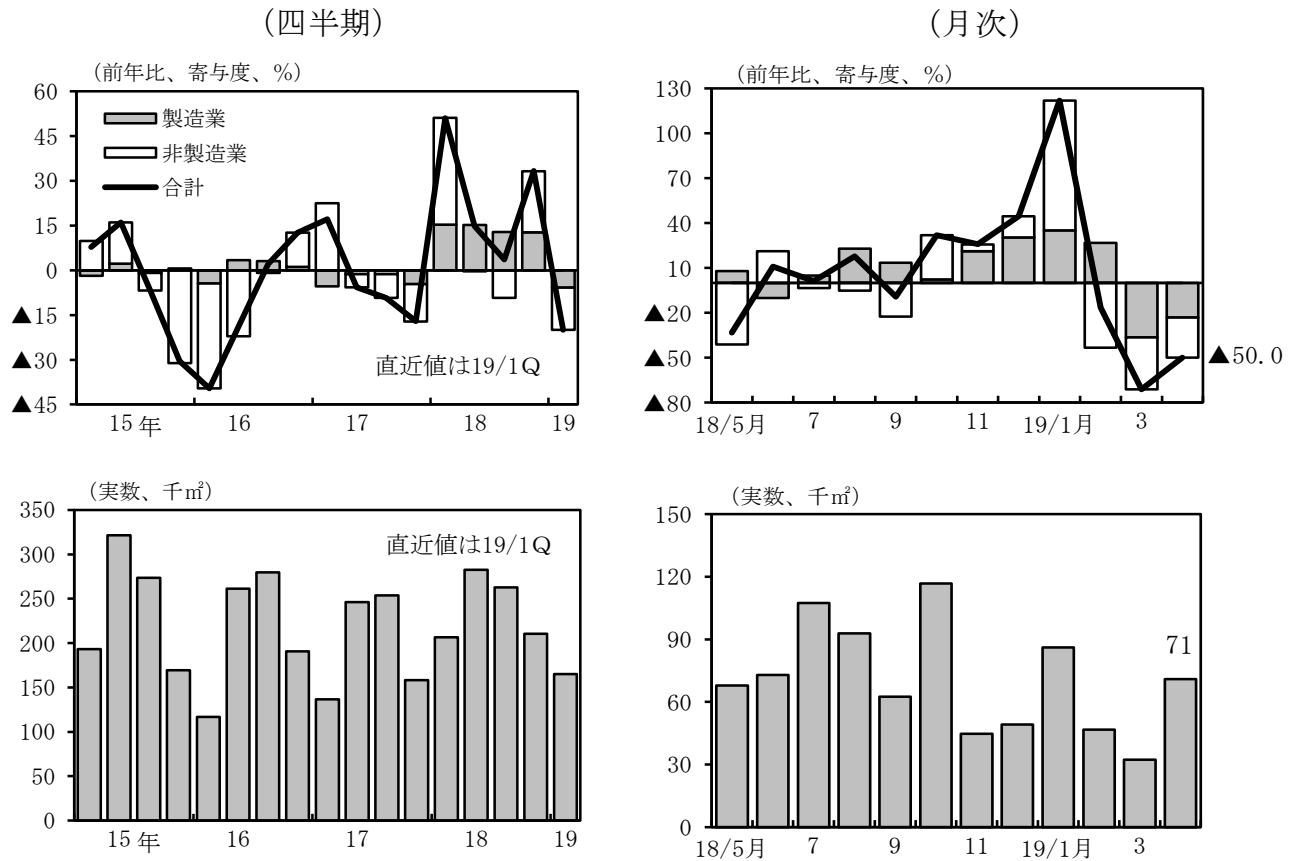 (四半期)
(前年比、寄与度、%)
60
45
30
15
0
▲15
▲30
▲45
製造業
非製造業
合計
直近値は19/1Q
15 年
16
17
18
19
(月次)
(前年比、寄与度、%)
130
100
70
40
10
▲20
▲50
▲80
▲50.0
18/5月
7
9
11
19/1月
3
(実数、千㎡)
350
300
250
200
150
100
50
0
直近値は19/1Q
15 年
16
17
18
19
(実数、千㎡)
150
120
90
60
30
0
71
18/5月
7
9
11
19/1月
3